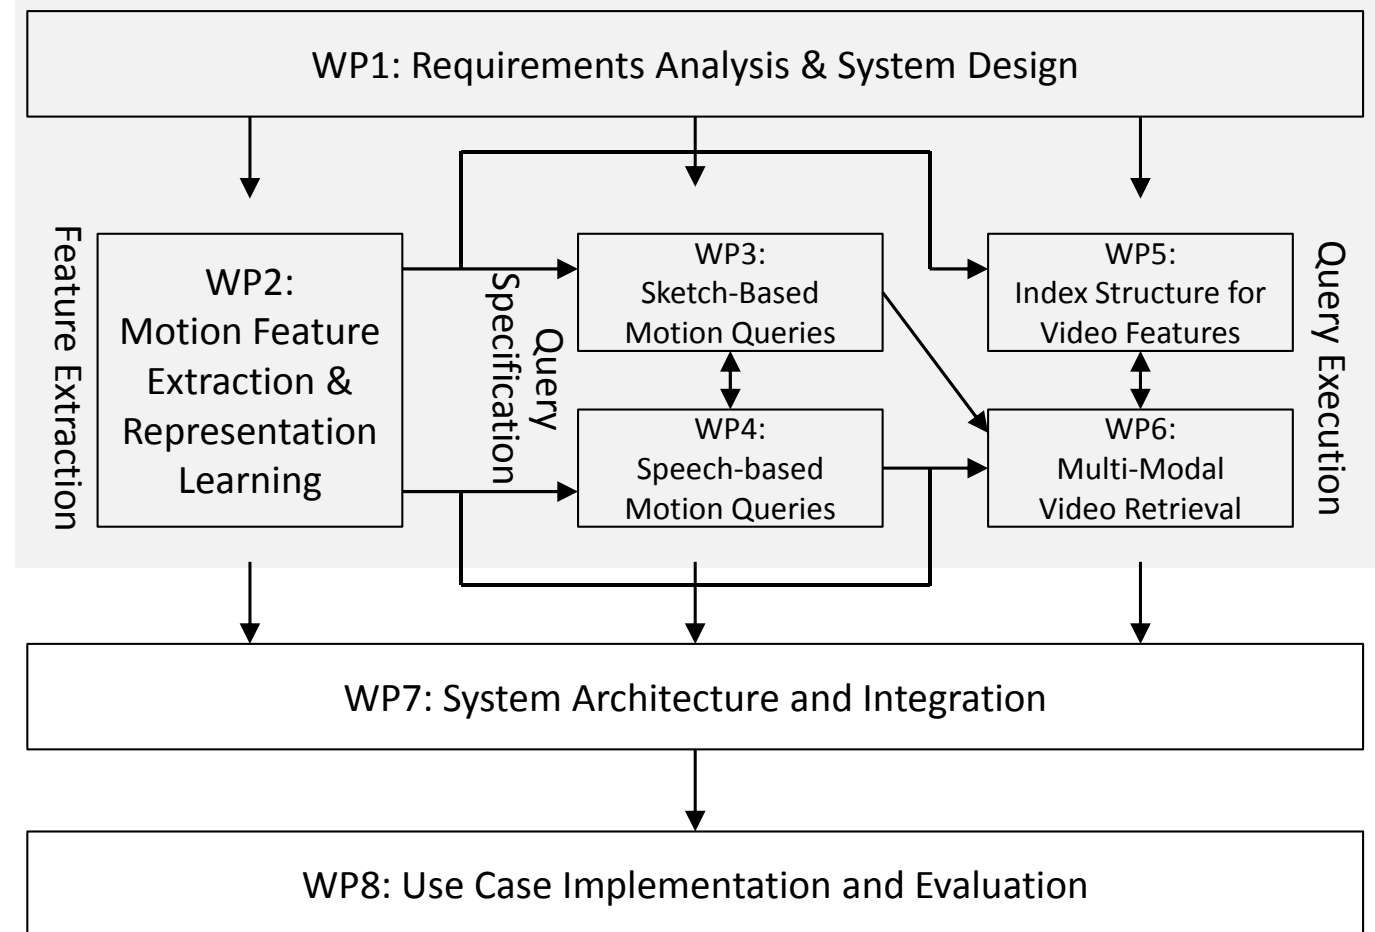 WP1: Requirements Analysis & System Design
Feature Extraction
WP2:
Motion Feature
Extraction &
Representation
Learning
Query
Specification
WP3:
Sketch-Based
Motion Queries
WP4:
Speech-based
Motion Queries
WP5:
Index Structure for
Video Features
WP6:
Multi-Modal
Video Retrieval
Query Execution
WP7: System Architecture and Integration
WP8: Use Case Implementation and Evaluation